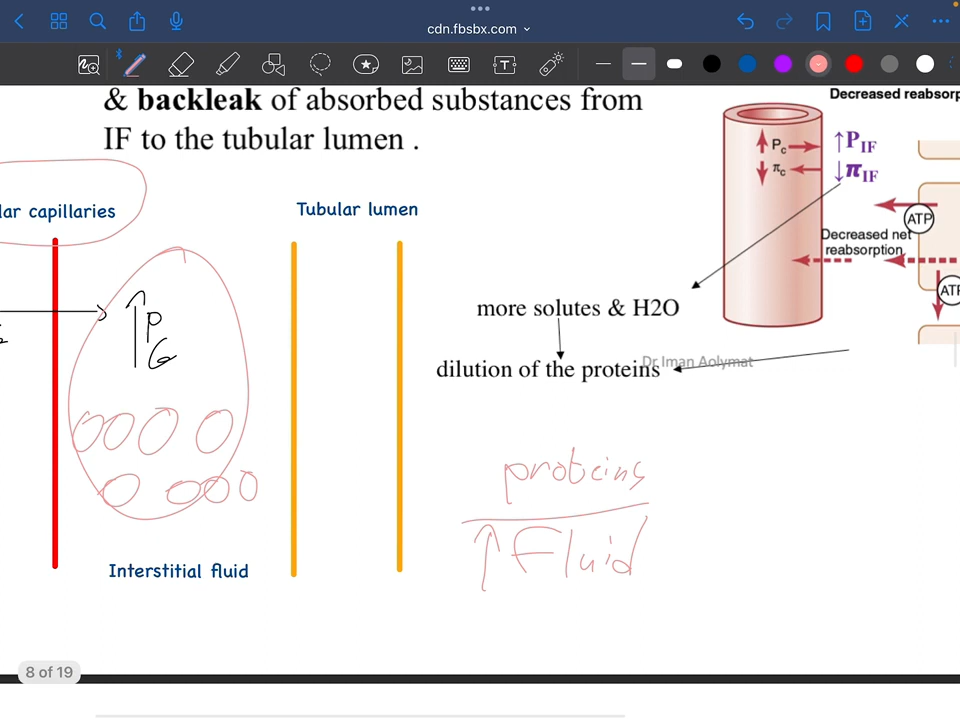 cdn.fbsbx.com
& backleak of absorbed substances from
IF to the tubular lumen .
lar capillaries
Tubular lumen
↑ P G
Interstitial fluid
more solutes & H2O
dilution of the proteins
Dr.Iman Aolymat
proteins
↑ Fluid
Decreased reabsorp
↑ Pc
↑ PIF
↓ πc
↓ πIF
ATP
Decreased net
reabsorption
ATP
8 of 19